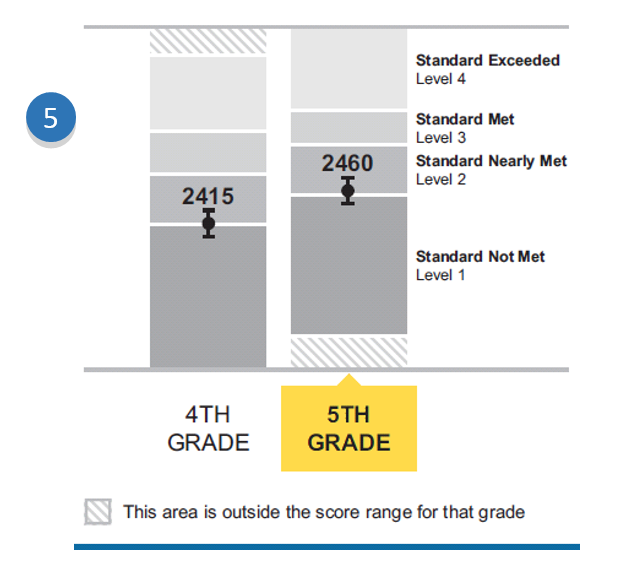 5
Standard Exceeded
Level 4
Standard Met
Level 3
Standard Nearly Met
Level 2
2460
2415
Standard Not Met
Level 1
4TH
GRADE
5TH
GRADE
This area is outside the score range for that grade